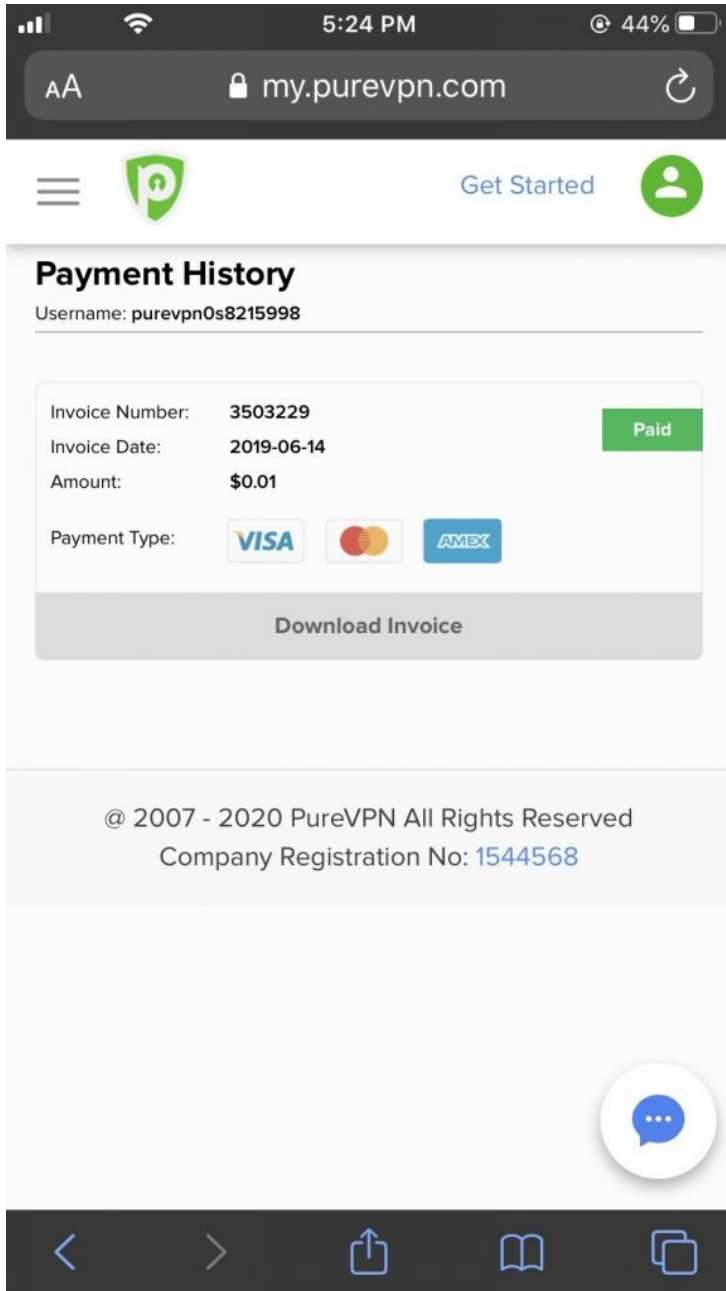 5:24 PM
44%
AA
my.purevpn.com
Get Started
Payment History
Username: purevpn0s8215998
Invoice Number: 3503229
Paid
Invoice Date: 2019-06-14
Amount: $0.01
Payment Type: VISA AMEX
Download Invoice
@ 2007 - 2020 PureVPN All Rights Reserved
Company Registration No: 1544568